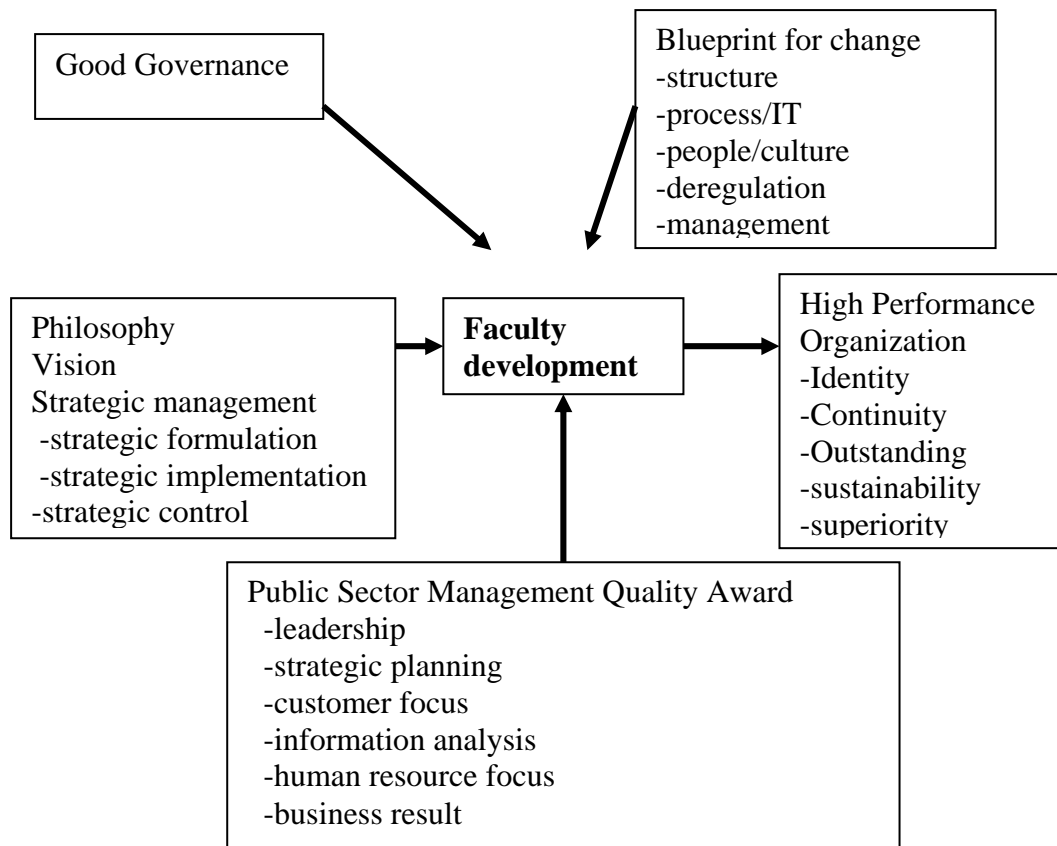 Good Governance
Blueprint for change
-structure
-process/IT
-people/culture
-deregulation
-management
Philosophy
Vision
Strategic management
-strategic formulation
-strategic implementation
-strategic control
Faculty
development
High Performance
Organization
-Identity
-Continuity
-Outstanding
-sustainability
-superiority
Public Sector Management Quality Award
-leadership
-strategic planning
-customer focus
-information analysis
-human resource focus
-business result